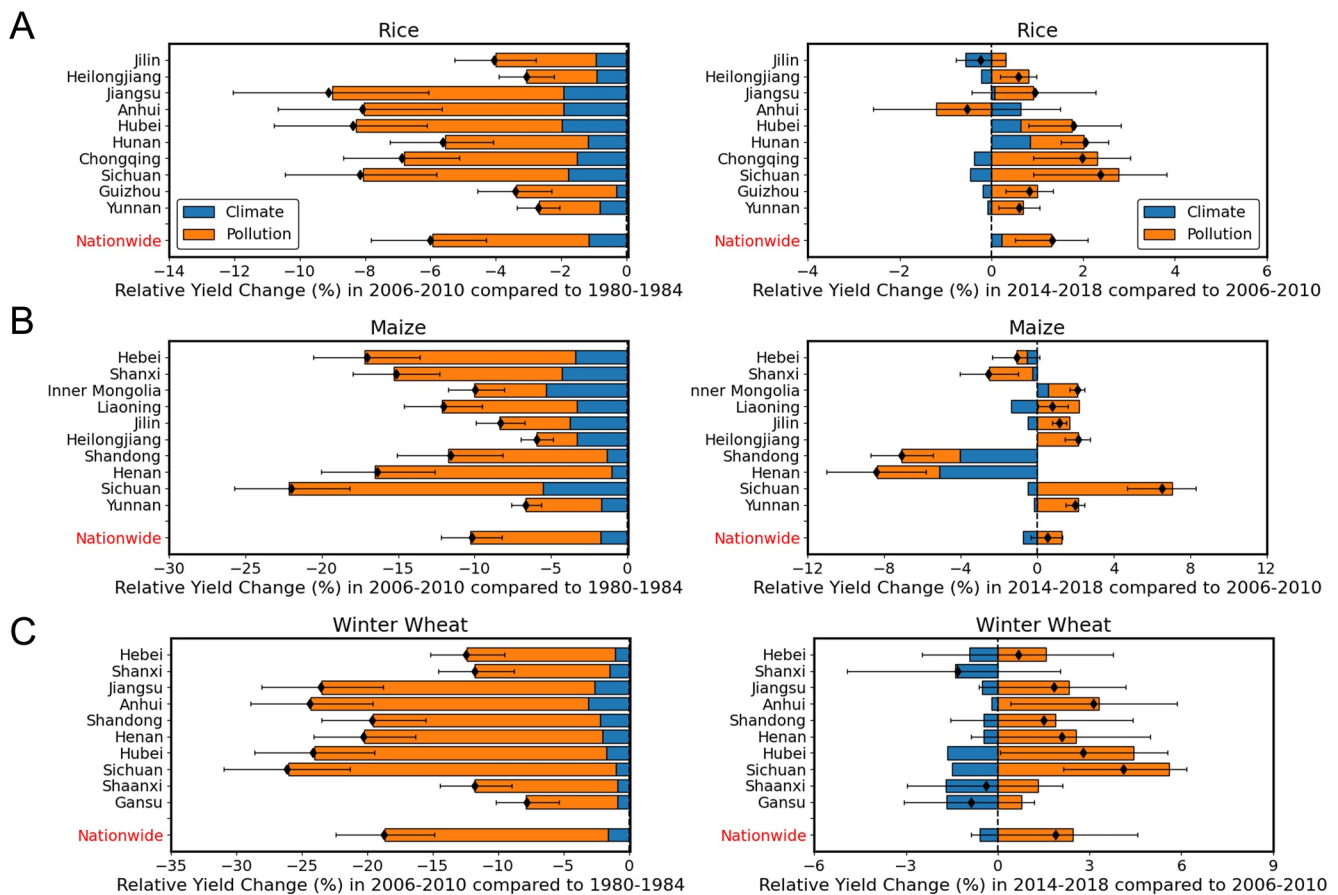 A
Rice
Jilin
Heilongjiang
Jiangsu
Anhui
Hubei
Hunan
Chongqing
Sichuan
Guizhou
Yunnan
Nationwide
Climate
Pollution
−14 −12 −10 −8 −6 −4 −2 0
Relative Yield Change (%) in 2006-2010 compared to 1980-1984
Rice
Jilin
Heilongjiang
Jiangsu
Anhui
Hubei
Hunan
Chongqing
Sichuan
Guizhou
Yunnan
Nationwide
Climate
Pollution
−4 −2 0 2 4 6
Relative Yield Change (%) in 2014-2018 compared to 2006-2010
B
Maize
Hebei
Shanxi
Inner Mongolia
Liaoning
Jilin
Heilongjiang
Shandong
Henan
Sichuan
Yunnan
Nationwide
−30 −25 −20 −15 −10 −5 0
Relative Yield Change (%) in 2006-2010 compared to 1980-1984
Maize
Hebei
Shanxi
nner Mongolia
Liaoning
Jilin
Heilongjiang
Shandong
Henan
Sichuan
Yunnan
Nationwide
−12 −8 −4 0 4 8 12
Relative Yield Change (%) in 2014-2018 compared to 2006-2010
C
Winter Wheat
Hebei
Shanxi
Jiangsu
Anhui
Shandong
Henan
Hubei
Sichuan
Shaanxi
Gansu
Nationwide
−35 −30 −25 −20 −15 −10 −5 0
Relative Yield Change (%) in 2006-2010 compared to 1980-1984
Winter Wheat
Hebei
Shanxi
Jiangsu
Anhui
Shandong
Henan
Hubei
Sichuan
Shaanxi
Gansu
Nationwide
−6 −3 0 3 6 9
Relative Yield Change (%) in 2014-2018 compared to 2006-2010